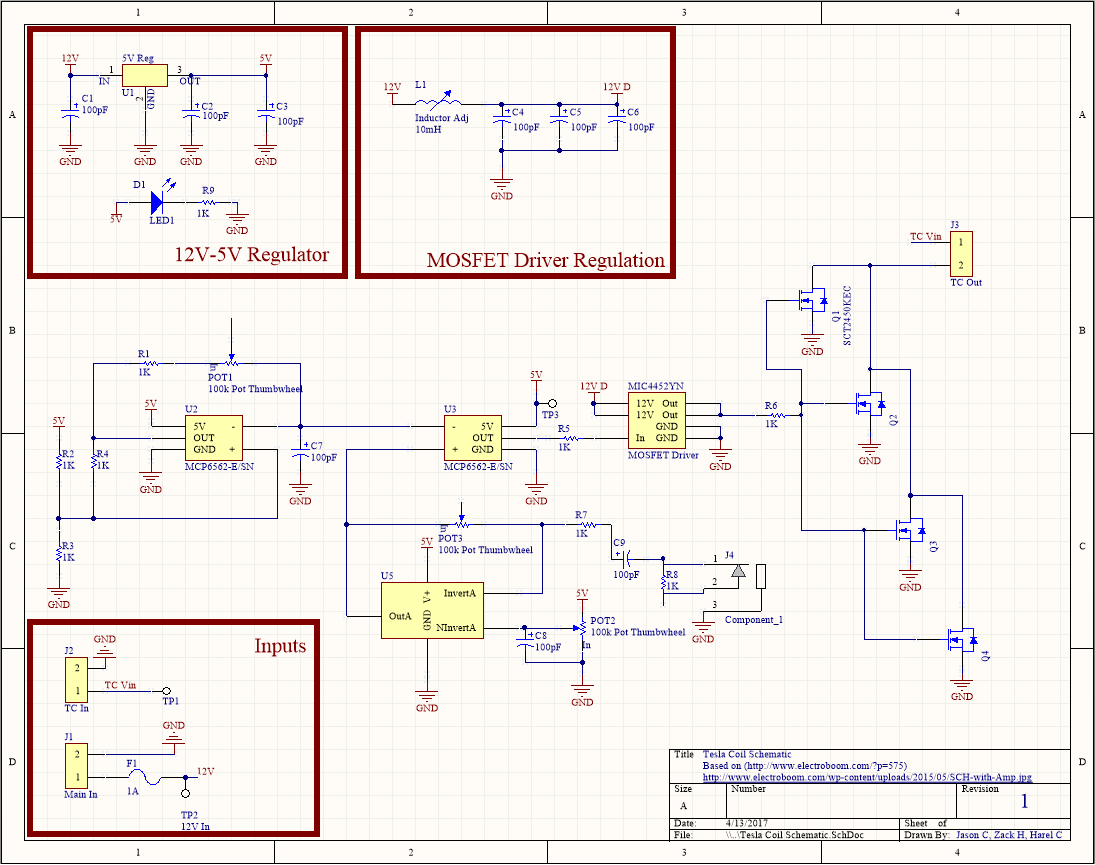 1 2 3 4
A
B
C
D
A
B
C
D
1 2 3 4
12V
5V Reg
5V
1
3
IN
OUT
U1
2
GND
C1
100pF
C2
100pF
C3
100pF
GND
GND
GND
GND
D1
R9
5V
LED1
1K
GND
12V-5V Regulator
12V
L1
Inductor Adj
10mH
12V D
C4
100pF
C5
100pF
C6
100pF
GND
MOSFET Driver Regulation
R1
1K
In
POT1
100k Pot Thumbwheel
5V
R2
1K
R4
1K
R3
1K
GND
5V
U2
5V -
OUT
GND +
MCP6562-E/SN
GND
C7
100pF
GND
U3
- 5V
OUT
+ GND
MCP6562-E/SN
5V
TP3
GND
R5
1K
12V D
MIC4452YN
12V Out
12V Out
GND
In GND
MOSFET Driver
GND
R6
1K
Q1
SCT2450KEC
GND
Q2
GND
Q3
GND
Q4
GND
J3
TC Vin
1
2
TC Out
In
POT3
100k Pot Thumbwheel
5V
U5
V+
InvertA
OutA
GND
NInvertA
GND
R7
1K
C9
100pF
R8
1K
J4
1
2
3
Component_1
GND
5V
POT2
100k Pot Thumbwheel
In
C8
100pF
GND
Inputs
GND
J2
2
1
TC Vin
TP1
TC In
GND
J1
2
1
F1
1A
12V
Main In
TP2
12V In
Title Tesla Coil Schematic
Based on (http://www.electroboom.com/?p=575)
http://www.electroboom.com/wp-content/uploads/2015/05/SCH-with-Amp.jpg
Size Number Revision
A 1
Date: 4/13/2017 Sheet of
File: \\..\Tesla Coil Schematic.SchDoc Drawn By: Jason C, Zack H, Harel C